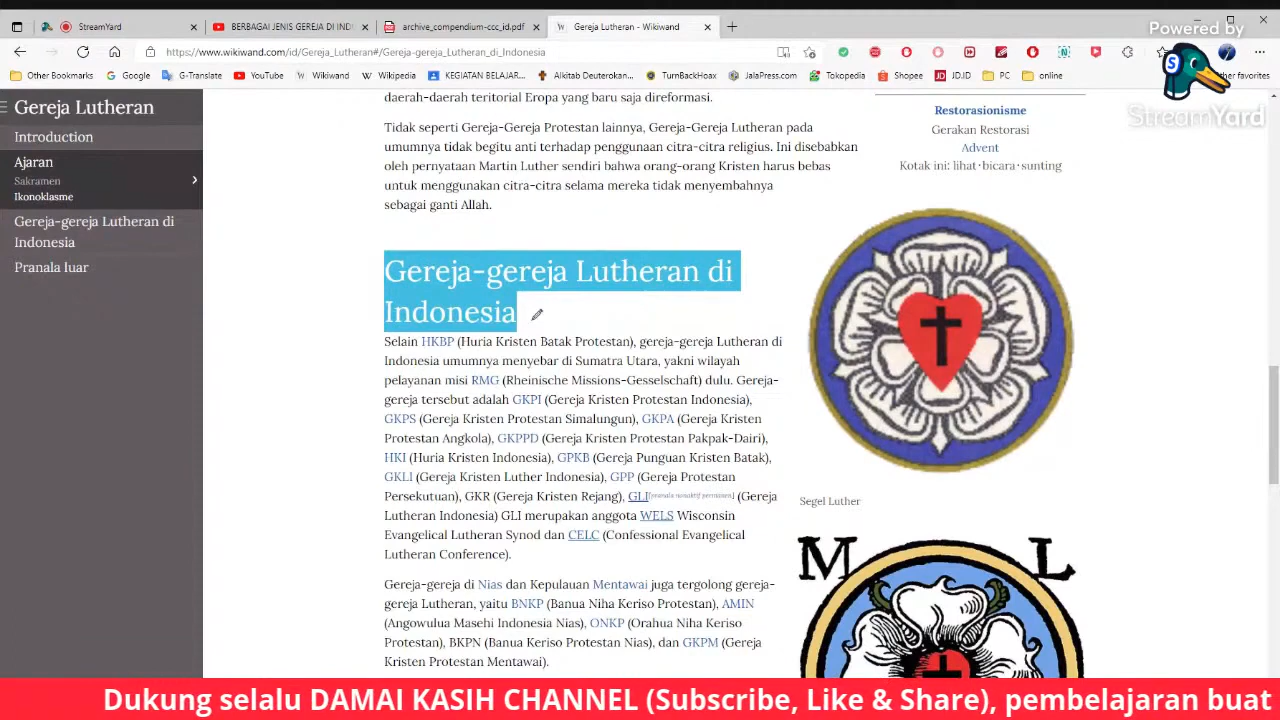 StreamYard
BERBAGAI JENIS GEREJA DI IND
archive_compendium-ccc_id.pdf
Gereja Lutheran - Wikiwand
Powered by
https://www.wikiwand.com/id/Gereja_Lutheran#/Gereja-gereja_Lutheran_di_Indonesia
Other Bookmarks Google G-Translate YouTube Wikiwand Wikipedia KEGIATAN BELAJAR... Alkitab Deuterokan... TurnBackHoax JalaPress.com Tokopedia Shopee JD.ID PC online her favorites
StreamYard
Gereja Lutheran
Introduction
Ajaran
Sakramen
Ikonoklasme
Gereja-gereja Lutheran di
Indonesia
Pranala luar
daerah-daerah teritorial Eropa yang baru saja direformasi.
Tidak seperti Gereja-Gereja Protestan lainnya, Gereja-Gereja Lutheran pada
umumnya tidak begitu anti terhadap penggunaan citra-citra religius. Ini disebabkan
oleh pernyataan Martin Luther sendiri bahwa orang-orang Kristen harus bebas
untuk menggunakan citra-citra selama mereka tidak menyembahnya
sebagai ganti Allah.
Gereja-gereja Lutheran di
Indonesia
Selain HKBP (Huria Kristen Batak Protestan), gereja-gereja Lutheran di
Indonesia umumnya menyebar di Sumatra Utara, yakni wilayah
pelayanan misi RMG (Rheinische Missions-Gesselschaft) dulu. Gereja-
gereja tersebut adalah GKPI (Gereja Kristen Protestan Indonesia),
GKPS (Gereja Kristen Protestan Simalungun), GKPA (Gereja Kristen
Protestan Angkola), GKPPD (Gereja Kristen Protestan Pakpak-Dairi),
HKI (Huria Kristen Indonesia), GPKB (Gereja Punguan Kristen Batak),
GKLI (Gereja Kristen Luther Indonesia), GPP (Gereja Protestan
Persekutuan), GKR (Gereja Kristen Rejang), GLI[pranala nonaktif permanen] (Gereja
Lutheran Indonesia) GLI merupakan anggota WELS Wisconsin
Evangelical Lutheran Synod dan CELC (Confessional Evangelical
Lutheran Conference).
Gereja-gereja di Nias dan Kepulauan Mentawai juga tergolong gereja-
gereja Lutheran, yaitu BNKP (Banua Niha Keriso Protestan), AMIN
(Angowulua Masehi Indonesia Nias), ONKP (Orahua Niha Keriso
Protestan), BKPN (Banua Keriso Protestan Nias), dan GKPM (Gereja
Kristen Protestan Mentawai).
Restorasionisme
Gerakan Restorasi
Advent
Kotak ini: lihat·bicara·sunting
Segel Luther
M L
Dukung selalu DAMAI KASIH CHANNEL (Subscribe, Like & Share), pembelajaran buat